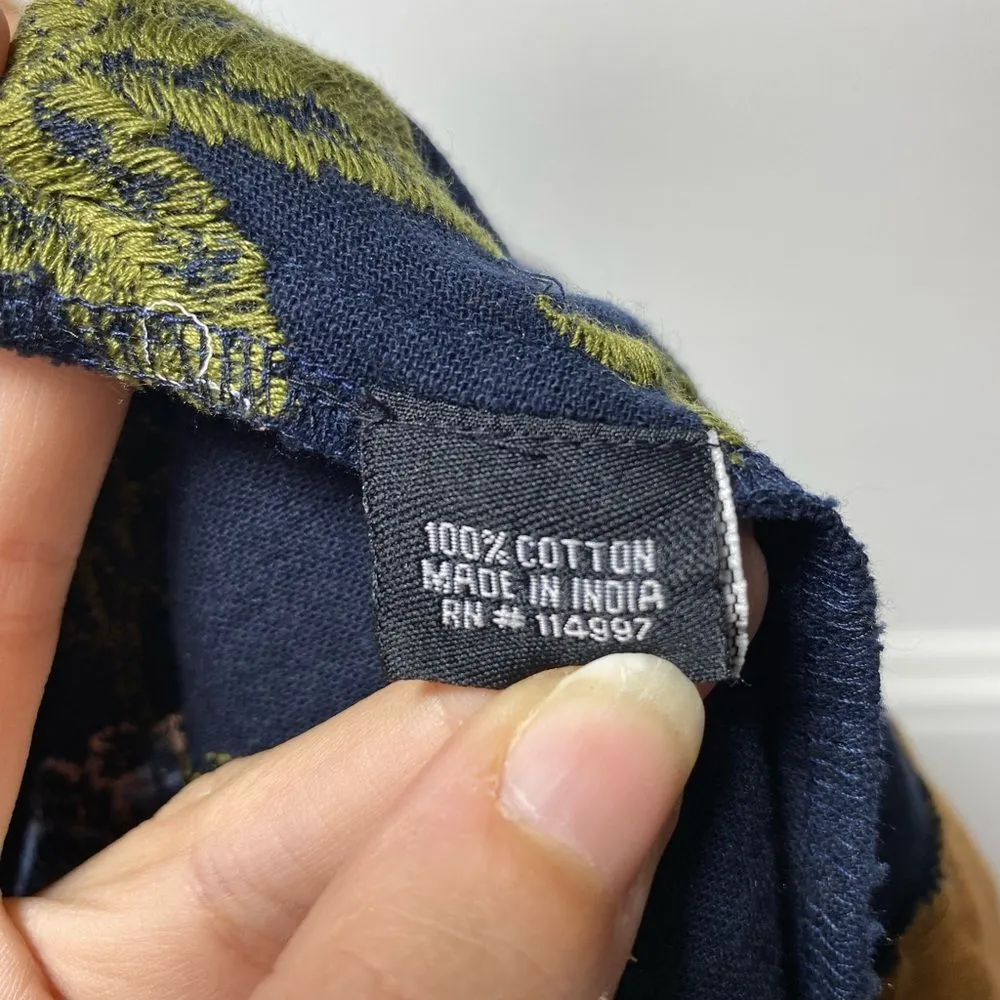 100% COTTON
MADE IN INDIA
RN # 114997